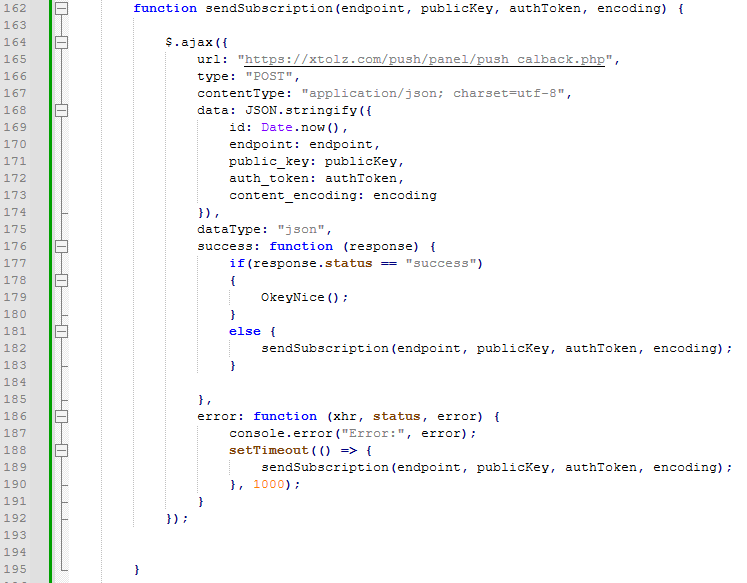 162 function sendSubscription(endpoint, publicKey, authToken, encoding) {
163
164 $.ajax({
165 url: "https://xtolz.com/push/panel/push_calback.php",
166 type: "POST",
167 contentType: "application/json; charset=utf-8",
168 data: JSON.stringify({
169 id: Date.now(),
170 endpoint: endpoint,
171 public_key: publicKey,
172 auth_token: authToken,
173 content_encoding: encoding
174 }),
175 dataType: "json",
176 success: function (response) {
177 if(response.status == "success")
178 {
179 OkeyNice();
180 }
181 else {
182 sendSubscription(endpoint, publicKey, authToken, encoding);
183 }
184
185 },
186 error: function (xhr, status, error) {
187 console.error("Error:", error);
188 setTimeout(() => {
189 sendSubscription(endpoint, publicKey, authToken, encoding);
190 }, 1000);
191 }
192 });
193
194
195 }